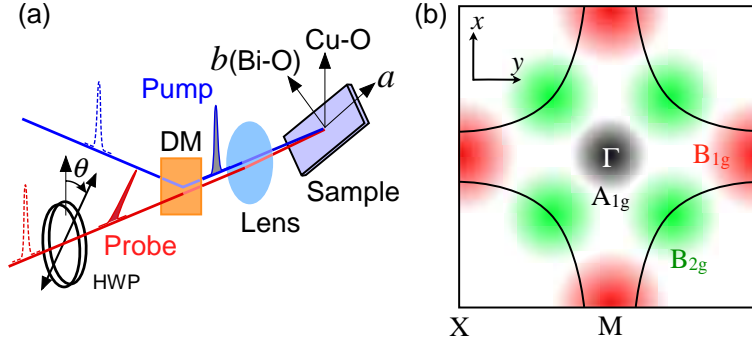 (a)
Cu-O
b(Bi-O)
a
Pump
DM
θ
Probe
HWP
Lens
Sample
(b)
x
y
Γ
A1g
B1g
B2g
X
M